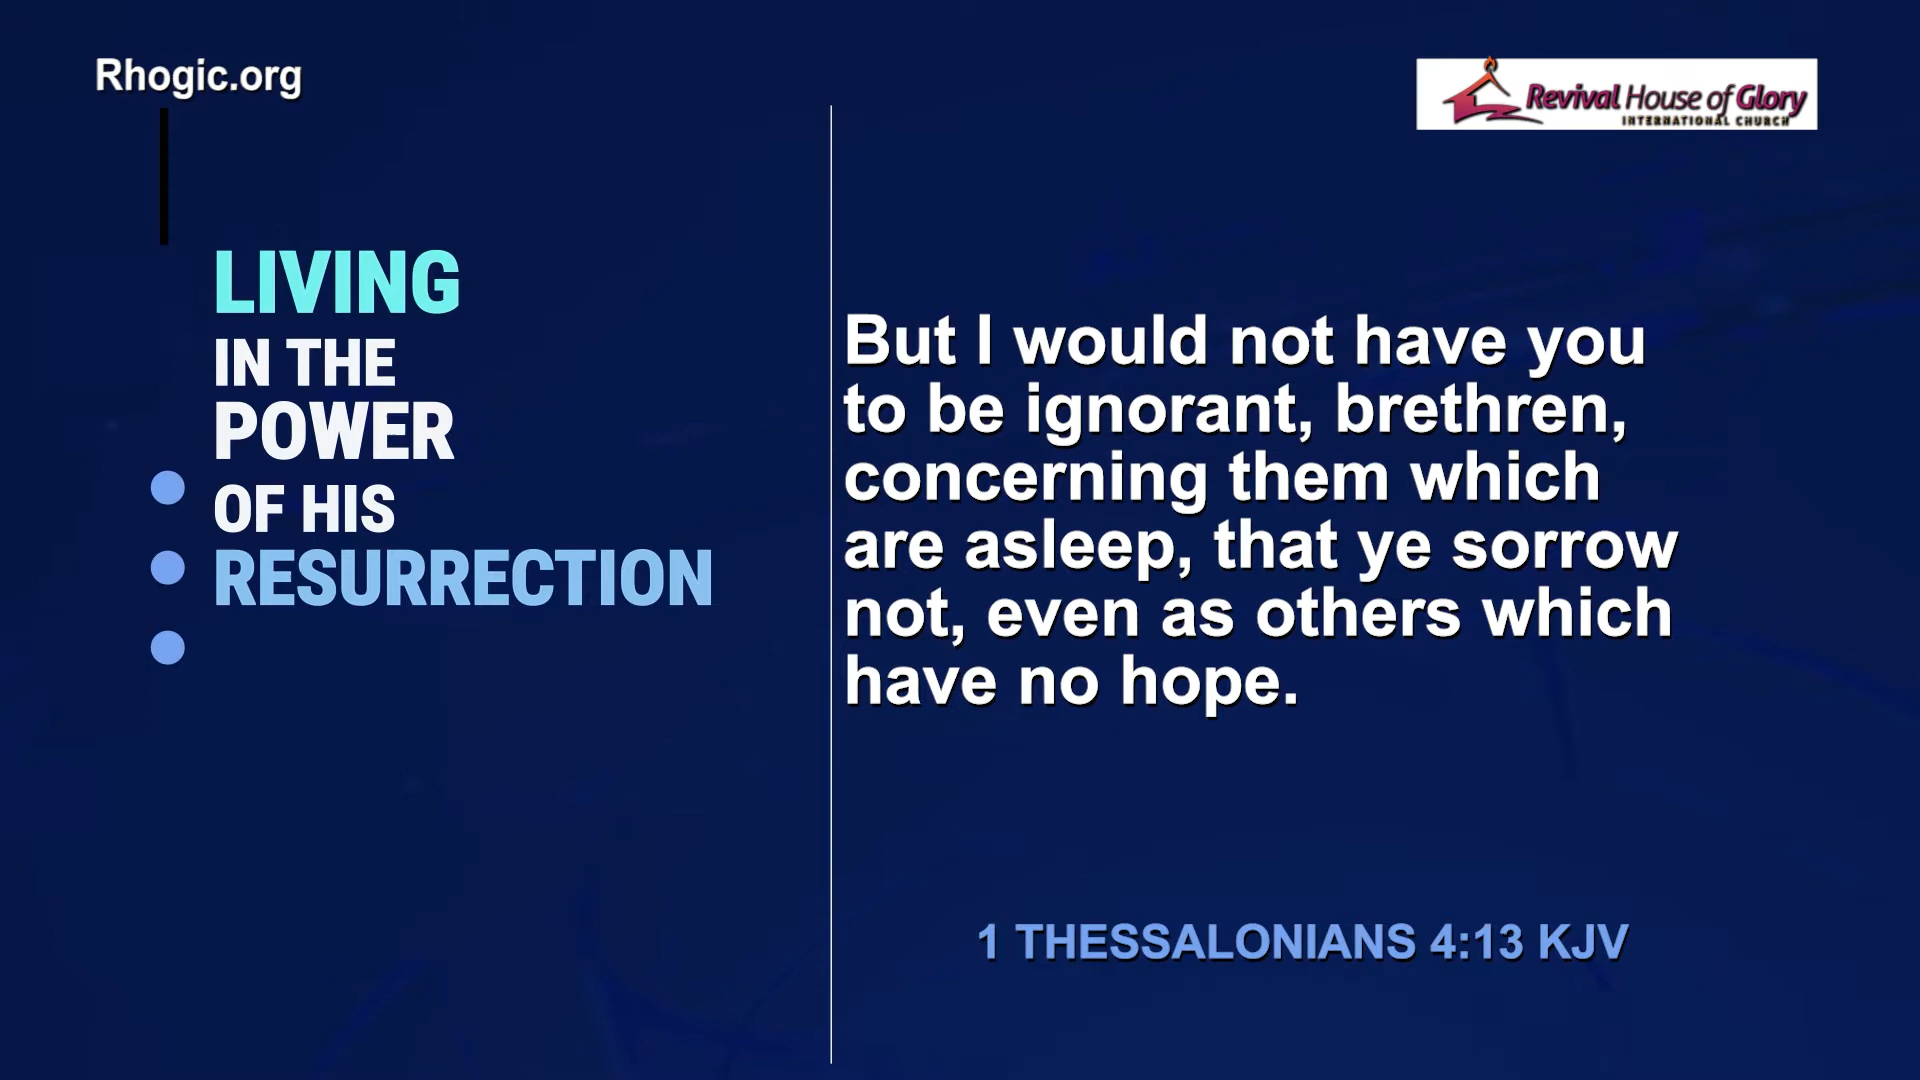 Rhogic.org
Revival House of Glory
INTERNATIONAL CHURCH
LIVING
IN THE
POWER
OF HIS
RESURRECTION
But I would not have you
to be ignorant, brethren,
concerning them which
are asleep, that ye sorrow
not, even as others which
have no hope.
1 THESSALONIANS 4:13 KJV